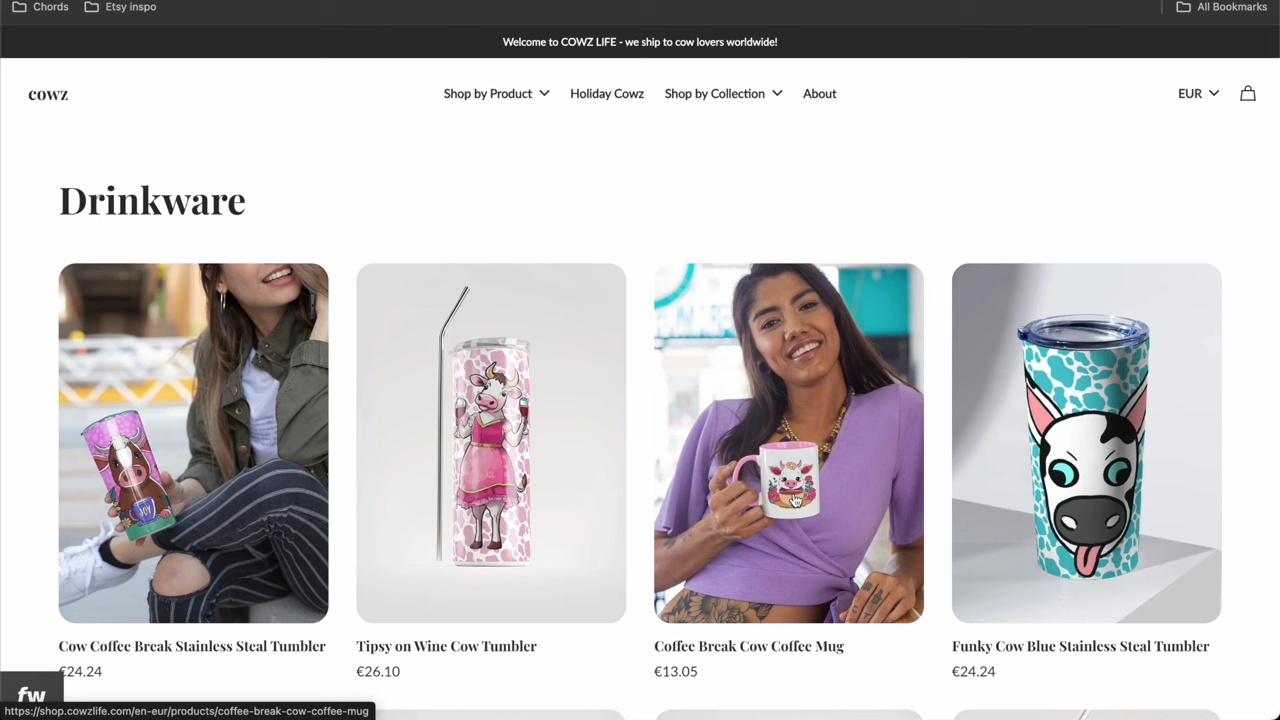 Chords
Etsy inspo
All Bookmarks
Welcome to COWZ LIFE - we ship to cow lovers worldwide!
cowz
Shop by Product
Holiday Cowz
Shop by Collection
About
EUR
Drinkware
JOY
Cow Coffee Break Stainless Steal Tumbler
Tipsy on Wine Cow Tumbler
Coffee Break Cow Coffee Mug
Funky Cow Blue Stainless Steal Tumbler
€24.24
€26.10
€13.05
€24.24
fw
https://shop.cowzlife.com/en-eur/products/coffee-break-cow-coffee-mug